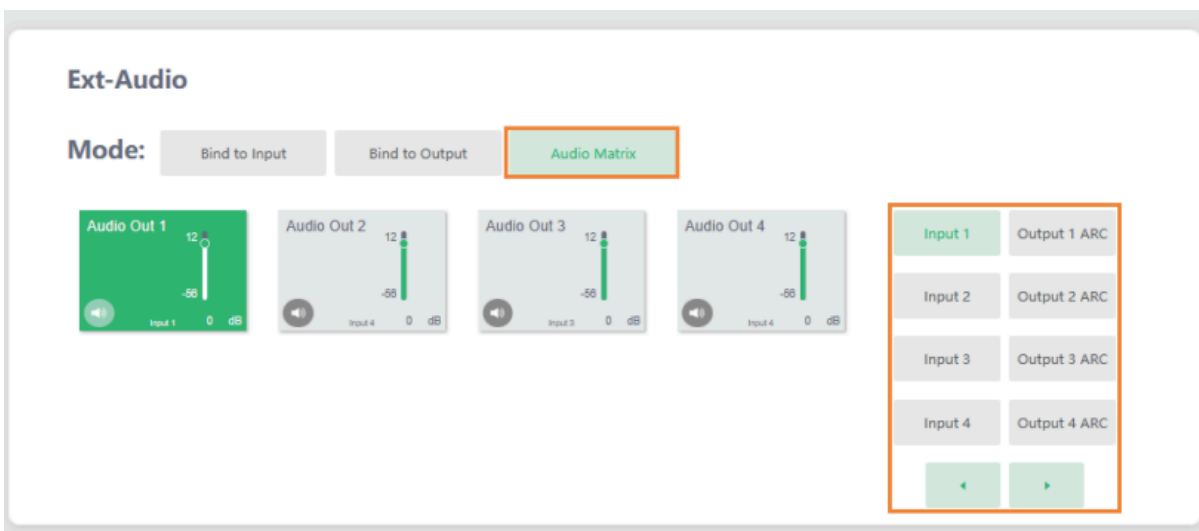 Ext-Audio
Mode:
Bind to Input
Bind to Output
Audio Matrix
Audio Out 1
12
-56
Input 1 0 dB
Audio Out 2
12
-56
Input 4 0 dB
Audio Out 3
12
-56
Input 3 0 dB
Audio Out 4
12
-56
Input 4 0 dB
Input 1
Output 1 ARC
Input 2
Output 2 ARC
Input 3
Output 3 ARC
Input 4
Output 4 ARC